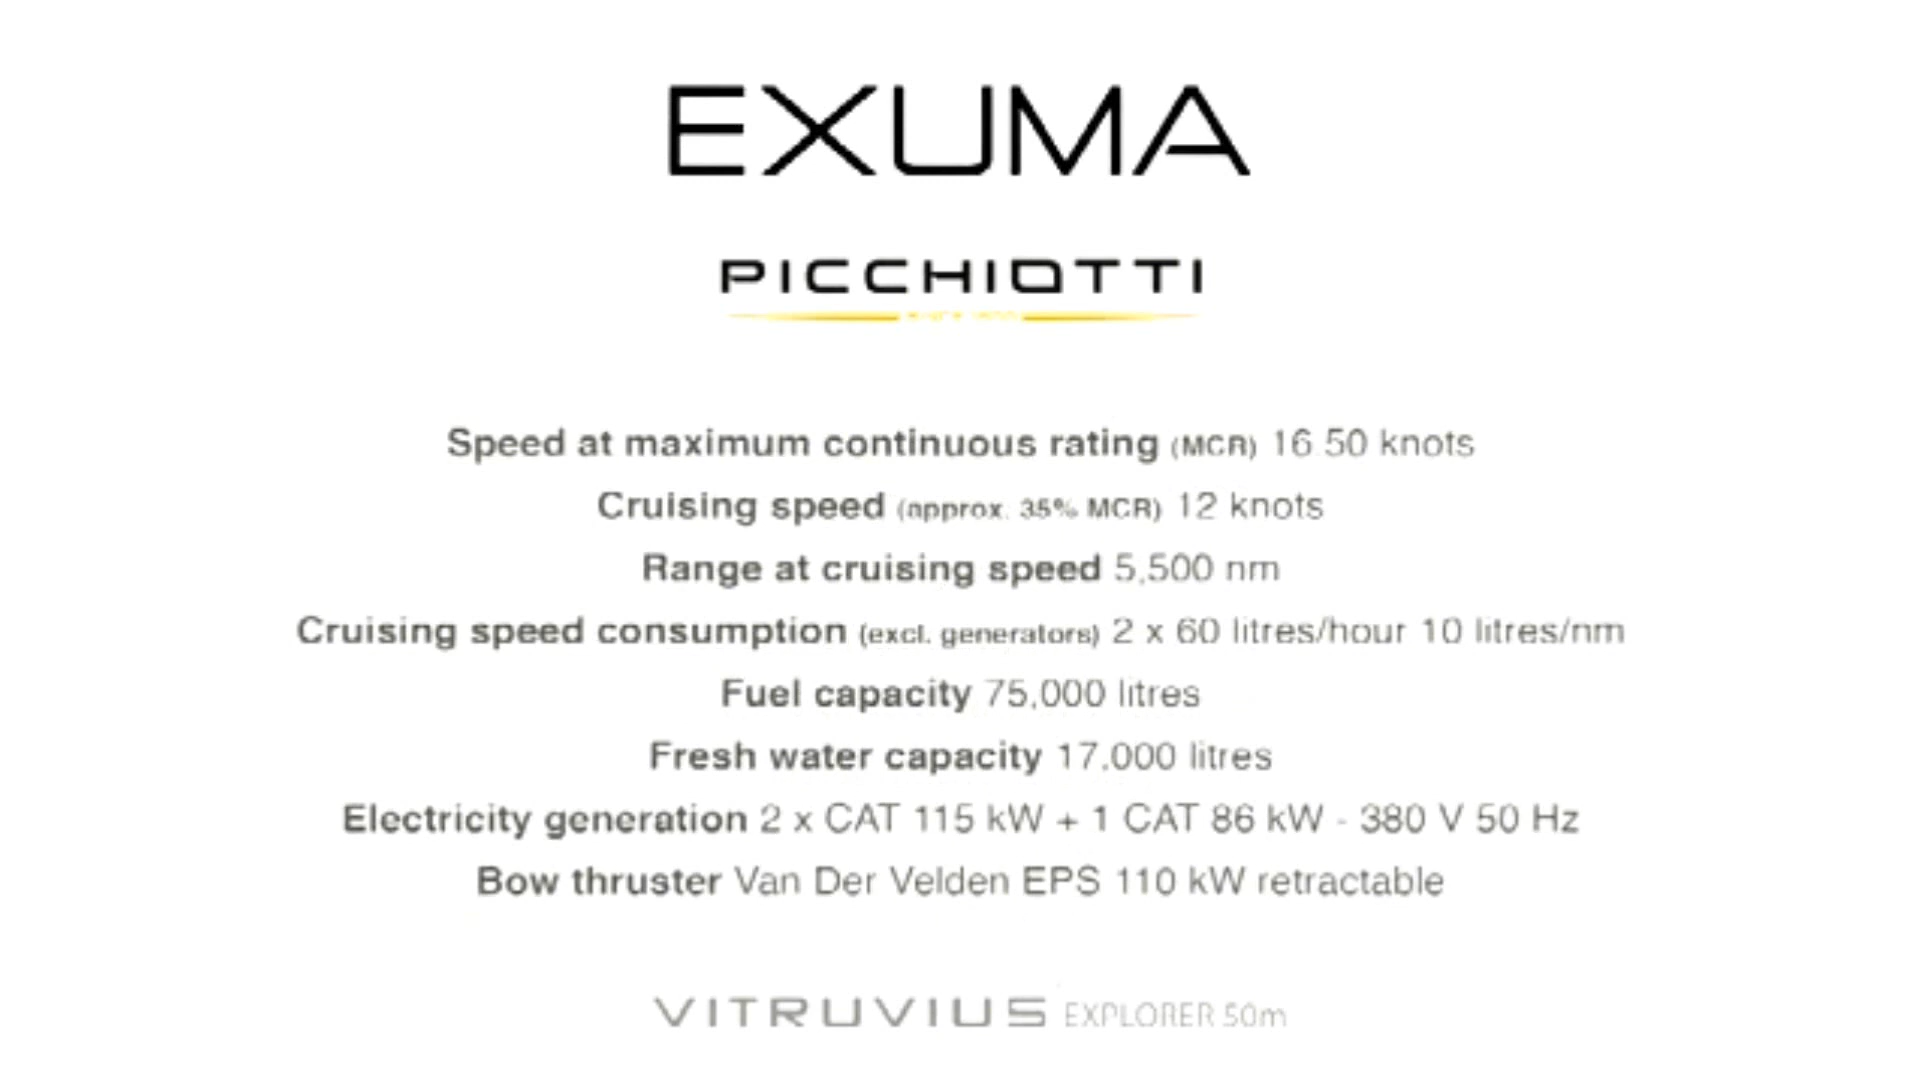 EXUMA
PICCHIOTTI
Speed at maximum continuous rating (MCR) 16.50 knots
Cruising speed (approx. 35% MCR) 12 knots
Range at cruising speed 5,500 nm
Cruising speed consumption (excl. generators) 2 x 60 litres/hour 10 litres/nm
Fuel capacity 75,000 litres
Fresh water capacity 17,000 litres
Electricity generation 2 x CAT 115 kW + 1 CAT 86 kW - 380 V 50 Hz
Bow thruster Van Der Velden EPS 110 kW retractable
VITRUVIUS EXPLORER 50m